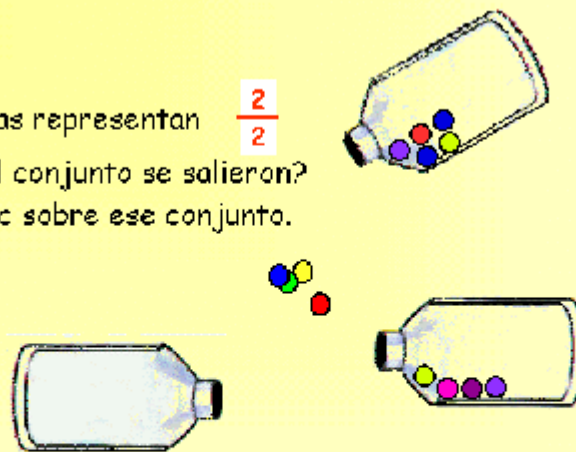 as representan 2/2
l conjunto se salieron?
c sobre ese conjunto.